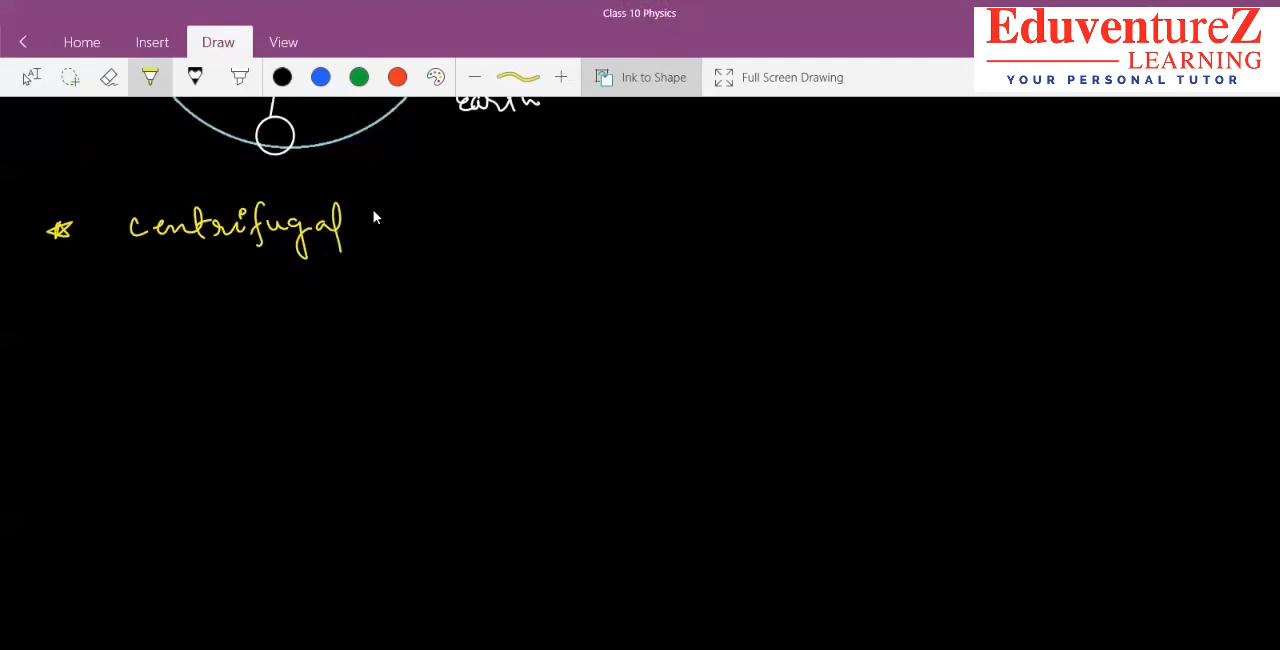 Class 10 Physics
EduventureZ
LEARNING
YOUR PERSONAL TUTOR
Home Insert Draw View
Ink to Shape Full Screen Drawing
earth
centrifugal